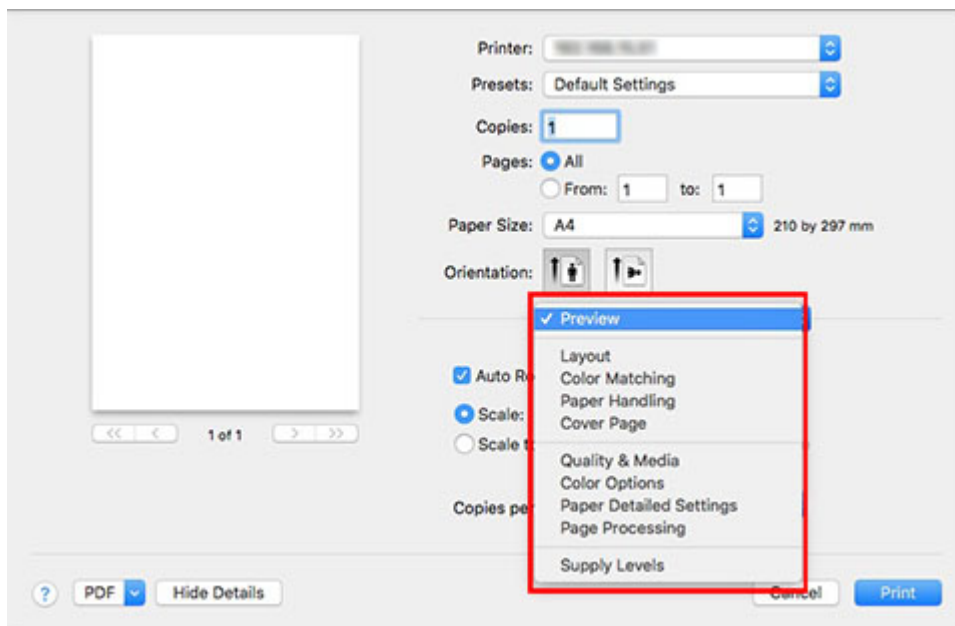 Printer:
Presets: Default Settings
Copies: 1
Pages: All
From: 1 to: 1
Paper Size: A4 210 by 297 mm
Orientation:
✓ Preview
Layout
Auto Re
Color Matching
Paper Handling
Scale:
Cover Page
1 of 1
Scale t
Quality & Media
Color Options
Copies per
Paper Detailed Settings
Page Processing
Supply Levels
? PDF Hide Details Cancel Print